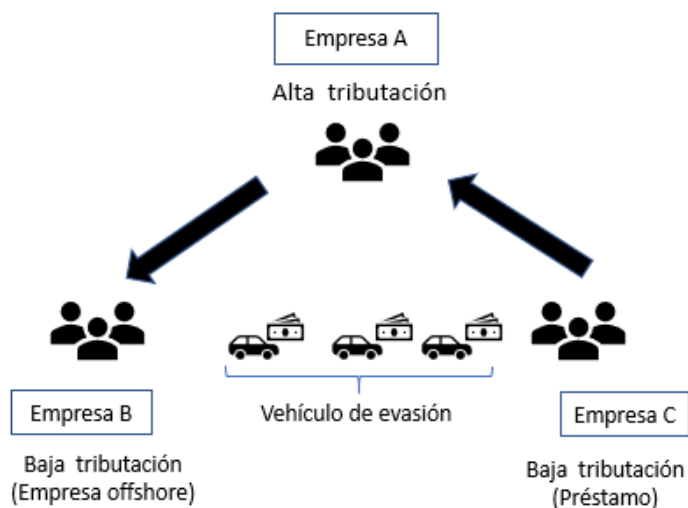 Empresa A
Alta tributación
Vehículo de evasión
Empresa B
Baja tributación
(Empresa offshore)
Empresa C
Baja tributación
(Préstamo)